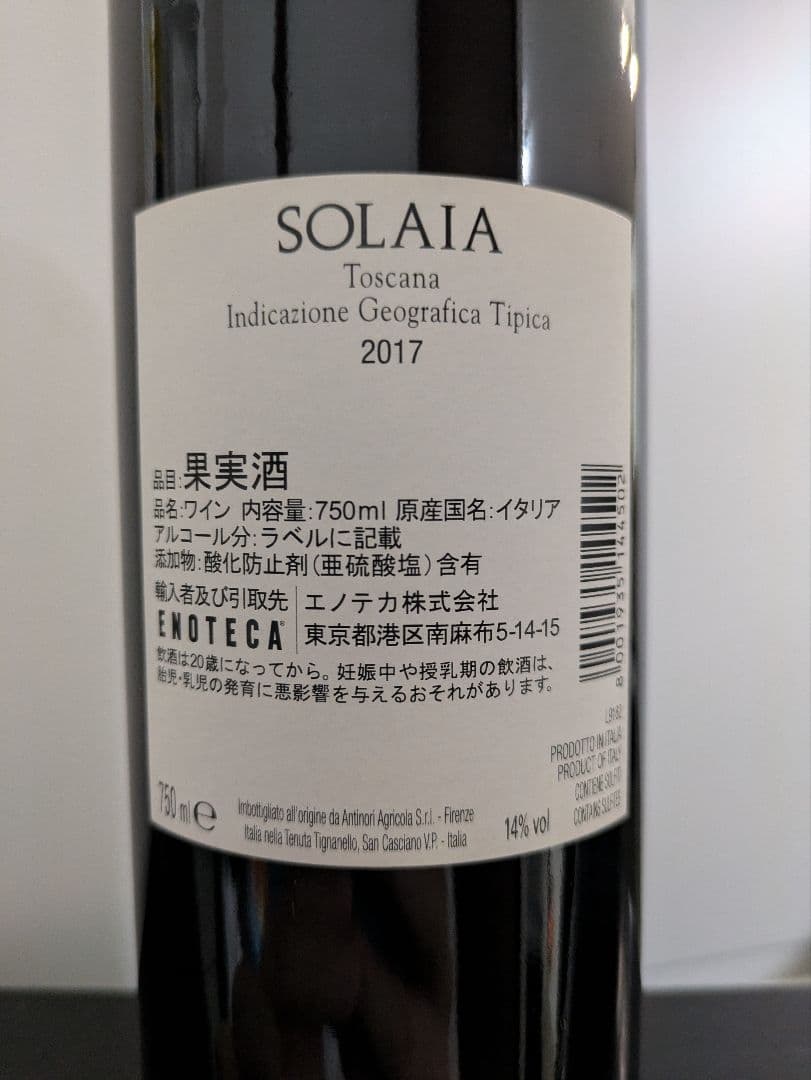 SOLAIA
Toscana
Indicazione Geografica Tipica
2017
品目:果実酒
品名:ワイン 内容量:750ml 原産国名:イタリア
アルコール分:ラベルに記載
添加物:酸化防止剤(亜硫酸塩)含有
輸入者及び引取先 エノテカ株式会社
ENOTECA® 東京都港区南麻布5-14-15
飲酒は20歳になってから。妊娠中や授乳期の飲酒は、
胎児・乳児の発育に悪影響を与えるおそれがあります。
8 001935 144502
L9162
PRODOTTO IN ITALIA
PRODUCT OF ITALY
CONTIENE SOLFITI
CONTAINS SULFITES
750 ml e
Imbottigliato all'origine da Antinori Agricola S.r.l. - Firenze
Italia nella Tenuta Tignanello, San Casciano V.P. - Italia
14% vol